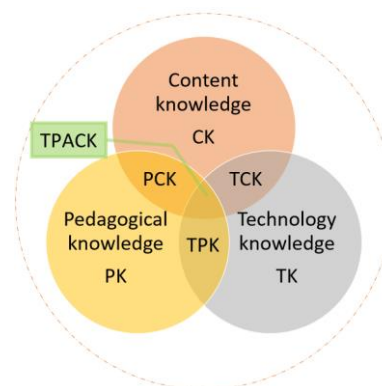 Content
knowledge
CK
TPACK
PCK
TCK
Pedagogical
knowledge
PK
TPK
Technology
knowledge
TK